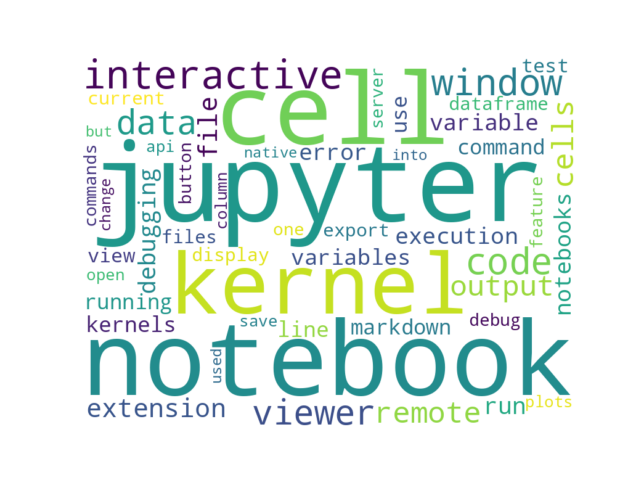 interactive
cell
window
test
current
data
file
server
use
dataframe
variable
cells
but
api
button
native
error
into
command
commands
change
jupyter
column
debugging
files
one
export
execution
feature
notebooks
view
display
variables
kernel
code
open
output
running
kernels
save
line
markdown
debug
notebook
used
extension
viewer
remote
run
plots